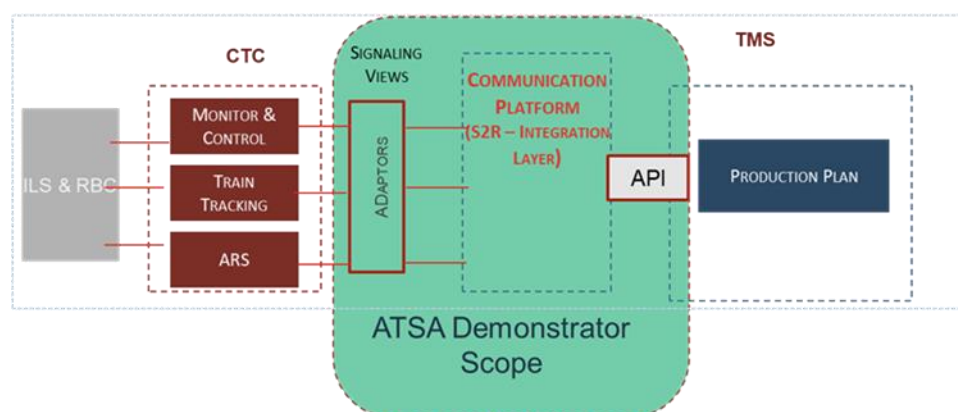 CTC
SIGNALING
VIEWS
TMS
ILS & RBC
MONITOR &
CONTROL
TRAIN
TRACKING
ARS
ADAPTORS
COMMUNICATION
PLATFORM
(S2R – INTEGRATION
LAYER)
API
PRODUCTION PLAN
ATSA Demonstrator
Scope